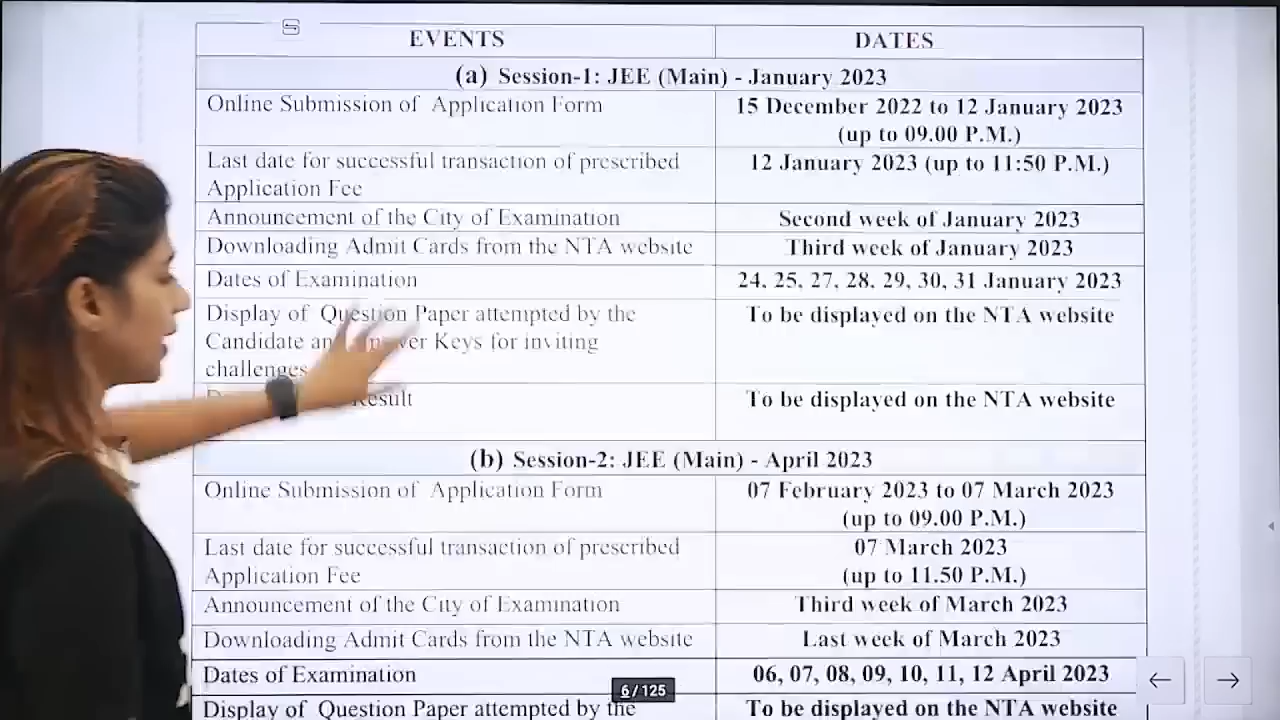 EVENTS
DATES
(a) Session-1: JEE (Main) - January 2023
Online Submission of Application Form
15 December 2022 to 12 January 2023
(up to 09.00 P.M.)
Last date for successful transaction of prescribed
Application Fee
12 January 2023 (up to 11:50 P.M.)
Announcement of the City of Examination
Second week of January 2023
Downloading Admit Cards from the NTA website
Third week of January 2023
Dates of Examination
24, 25, 27, 28, 29, 30, 31 January 2023
Display of Question Paper attempted by the
Candidate Keys for inviting
challenges
To be displayed on the NTA website
Result
To be displayed on the NTA website
(b) Session-2: JEE (Main) - April 2023
Online Submission of Application Form
07 February 2023 to 07 March 2023
(up to 09.00 P.M.)
Last date for successful transaction of prescribed
Application Fee
07 March 2023
(up to 11.50 P.M.)
Announcement of the City of Examination
Third week of March 2023
Downloading Admit Cards from the NTA website
Last week of March 2023
Dates of Examination
06, 07, 08, 09, 10, 11, 12 April 2023
6 / 125
Display of Question Paper attempted by the
To be displayed on the NTA website